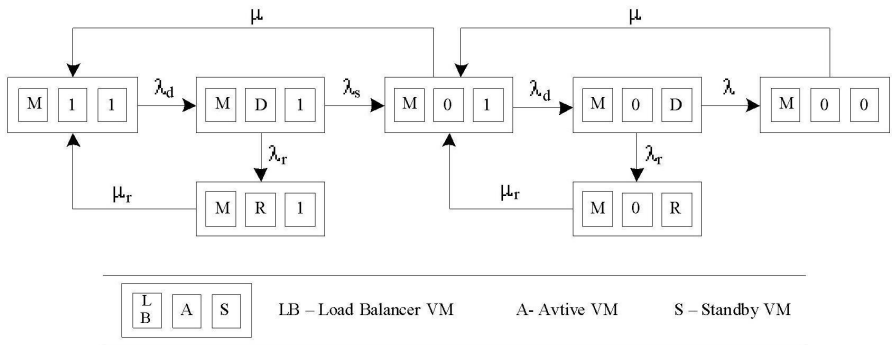 μ μ
M 1 1 λd M D 1 λs M 0 1 λd M 0 D λ M 0 0
λr λr
μr M R 1 μr M 0 R
LB A S LB – Load Balancer VM A- Avtive VM S – Standby VM